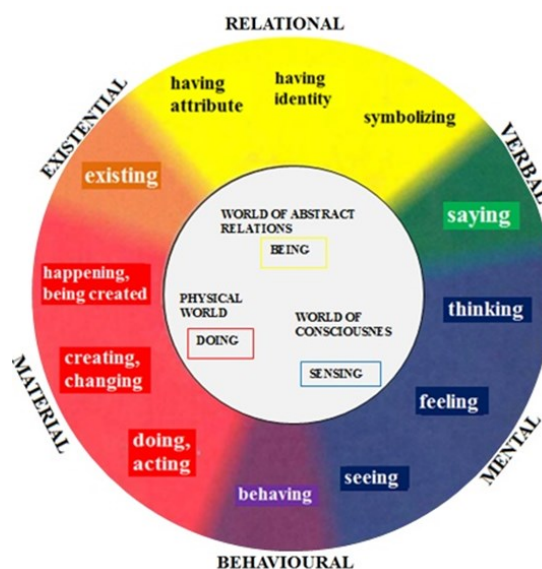 RELATIONAL
having
attribute
having
identity
symbolizing
EXISTENTIAL
VERBAL
existing
saying
WORLD OF ABSTRACT
RELATIONS
BEING
happening,
being created
PHYSICAL
WORLD
DOING
WORLD OF
CONSCIOUSNES
SENSING
thinking
creating,
changing
feeling
MATERIAL
doing,
acting
seeing
MENTAL
behaving
BEHAVIOURAL